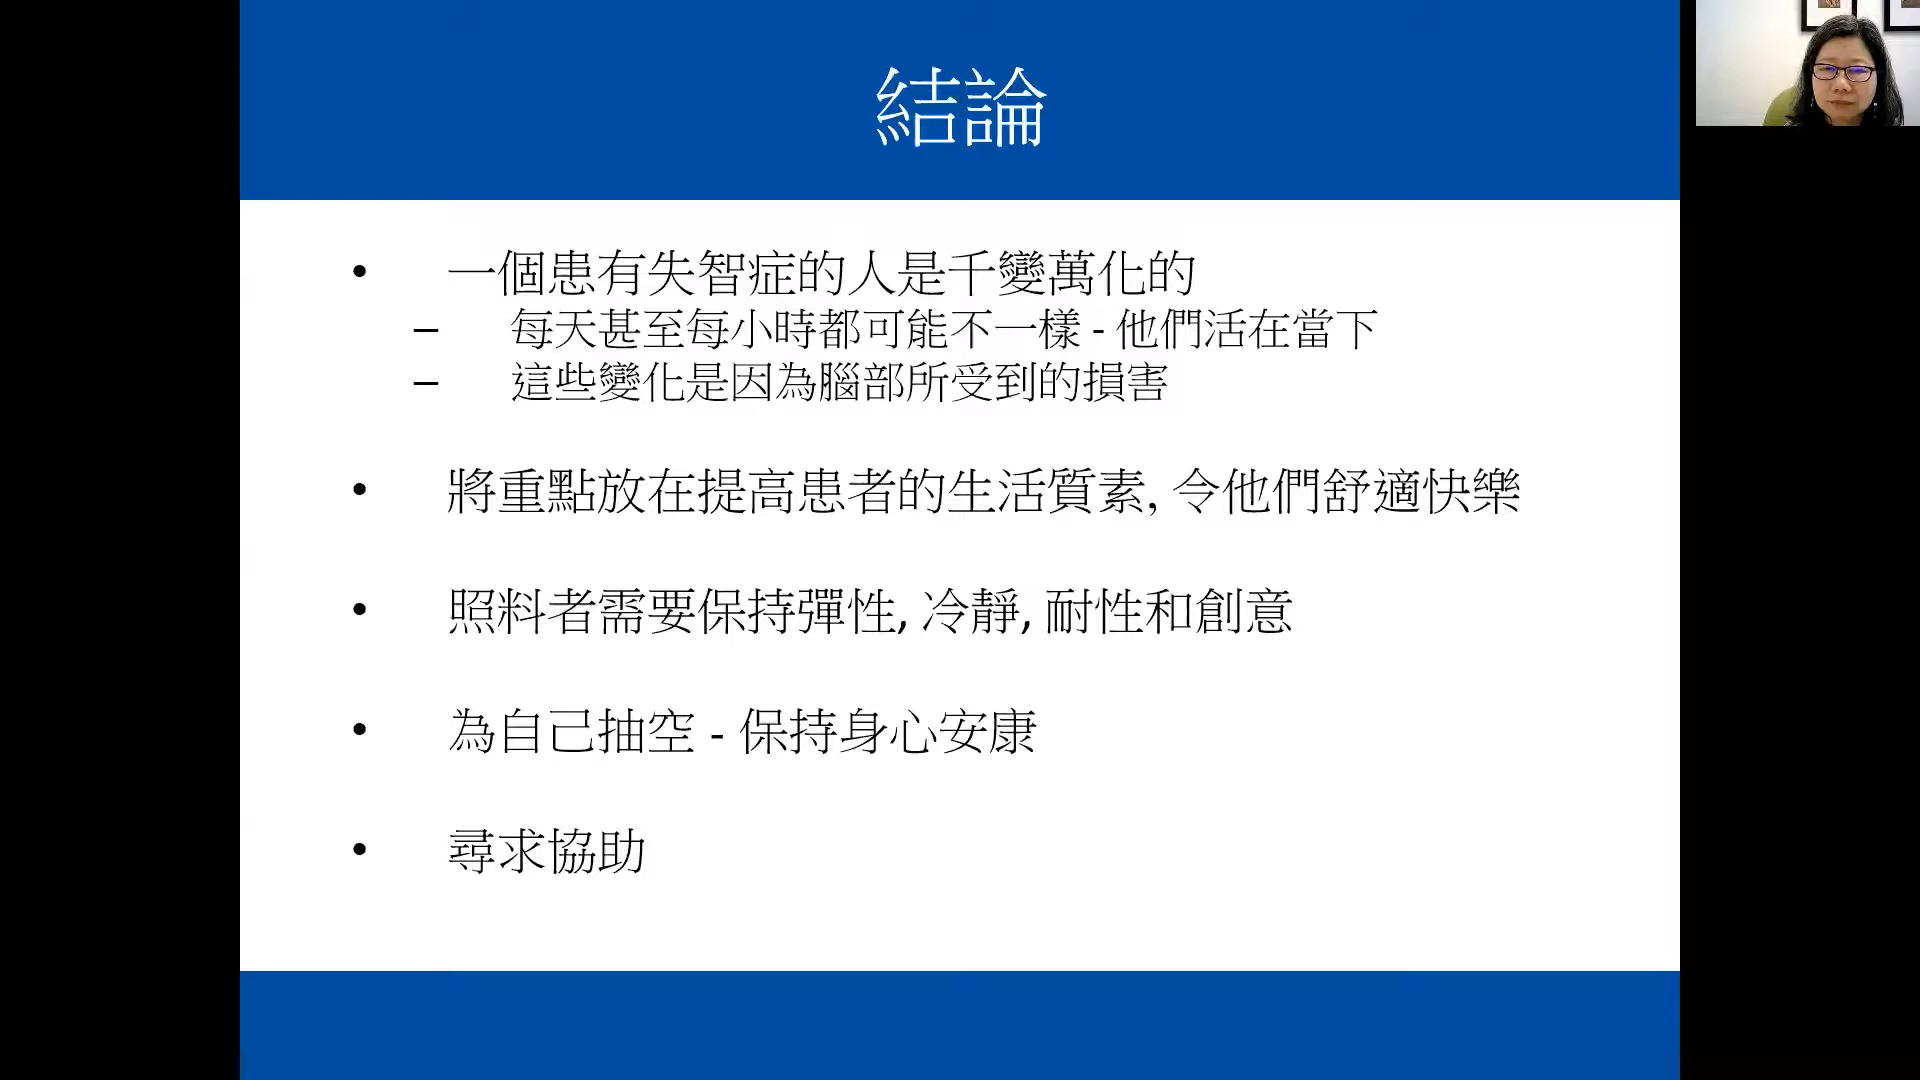 結論
• 一個患有失智症的人是千變萬化的
– 每天甚至每小時都可能不一樣 - 他們活在當下
– 這些變化是因為腦部所受到的損害
• 將重點放在提高患者的生活質素, 令他們舒適快樂
• 照料者需要保持彈性, 冷靜, 耐性和創意
• 為自己抽空 - 保持身心安康
• 尋求協助